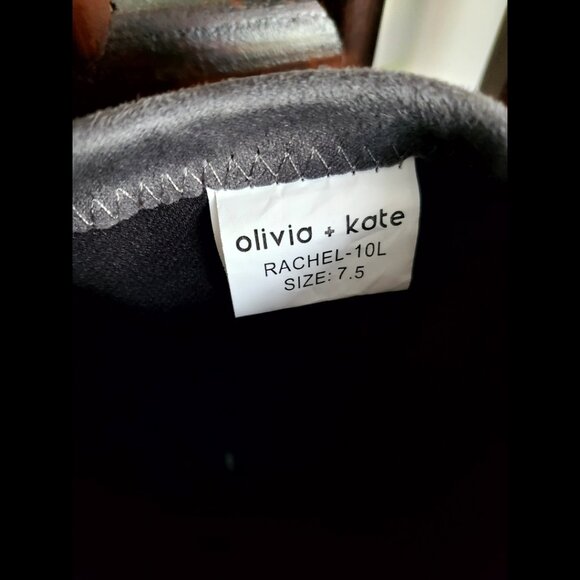 olivia + kate
RACHEL-10L
SIZE: 7.5